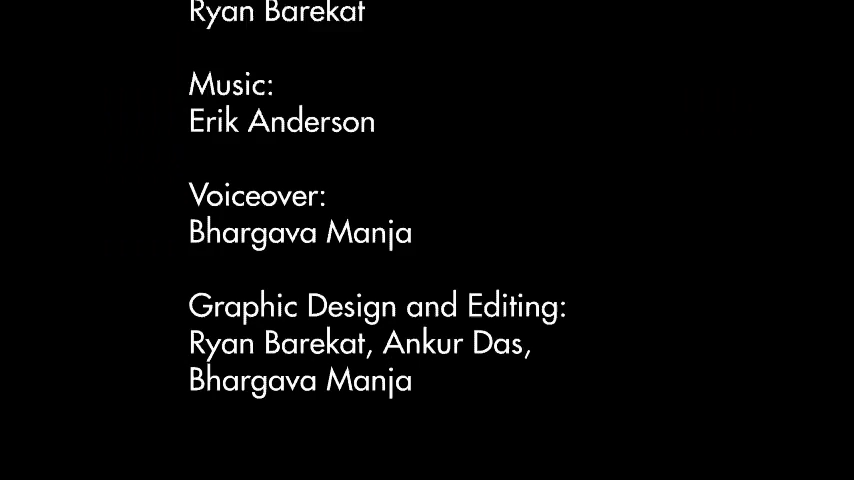 Ryan Barekat
Music:
Erik Anderson
Voiceover:
Bhargava Manja
Graphic Design and Editing:
Ryan Barekat, Ankur Das,
Bhargava Manja